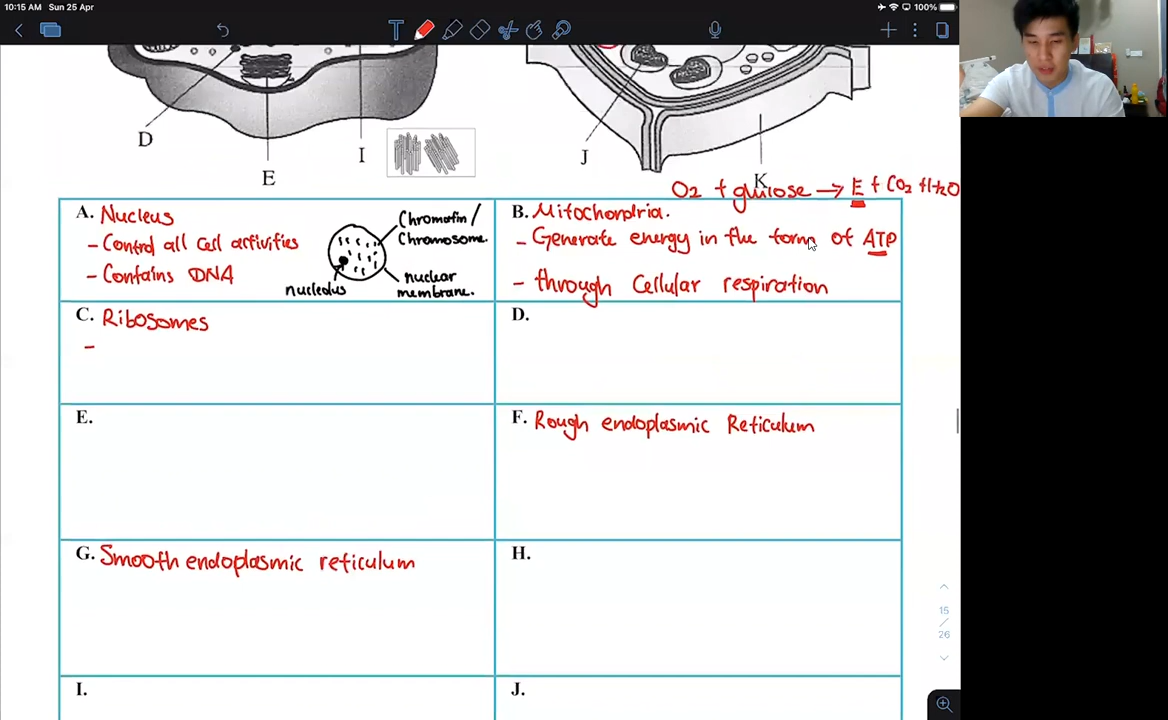 10:15 AM Sun 25 Apr
100%
T
D
E
I
J
K
O2 + glucose → E + CO2 + H2O
A. Nucleus
- Control all cell activities
- Contains DNA
Chromatin/
Chromosome.
nucleolus
nuclear
membrane.
B. Mitochondria.
- Generate energy in the form of ATP
- through Cellular respiration
C. Ribosomes
-
D.
E.
F. Rough endoplasmic Reticulum
G. Smooth endoplasmic reticulum
H.
I.
J.
15
/
26